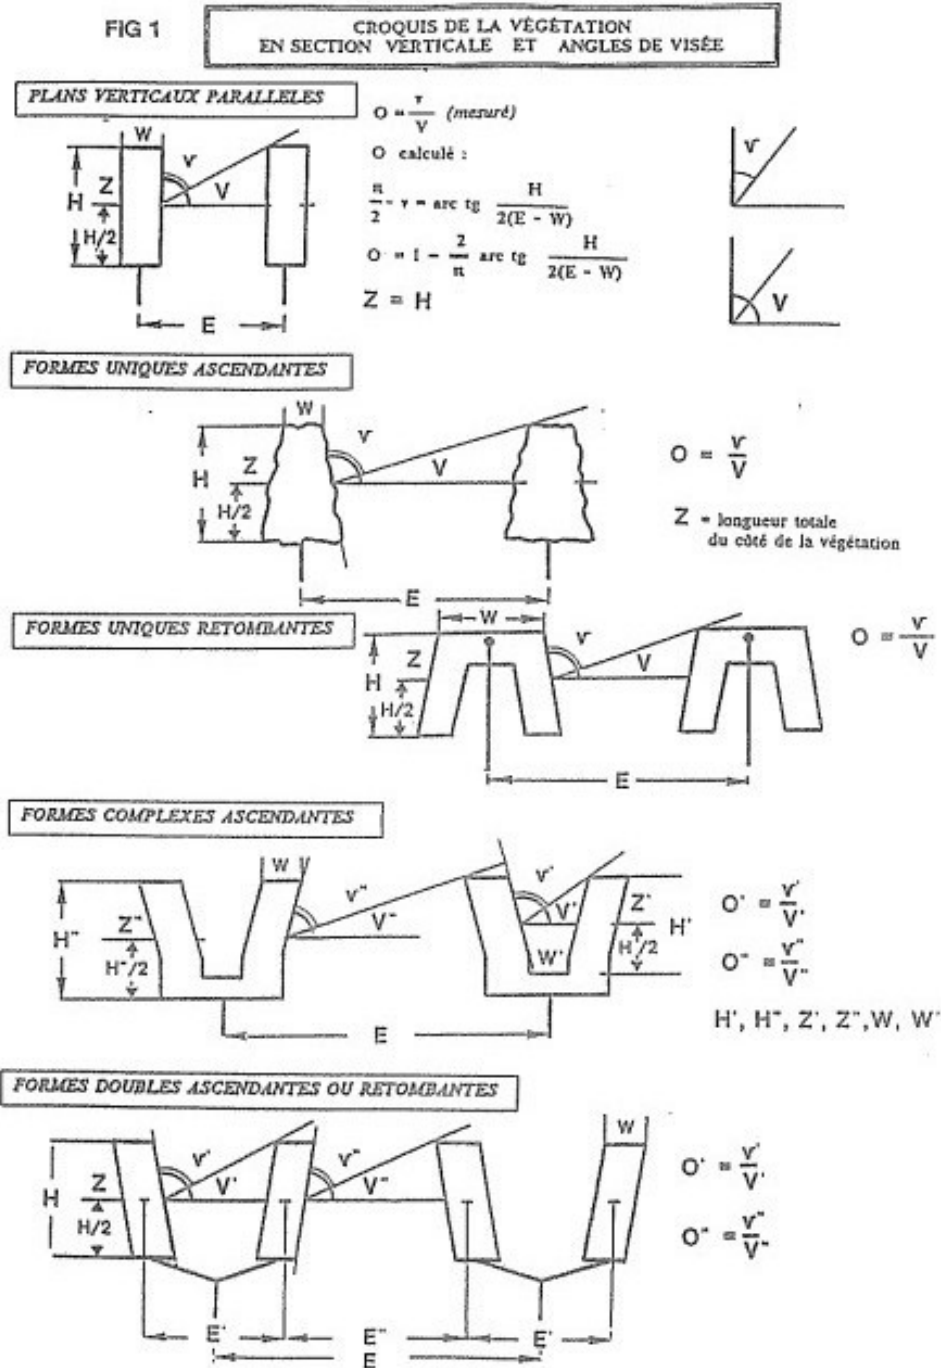 FIG 1
CROQUIS DE LA VÉGÉTATION
EN SECTION VERTICALE ET ANGLES DE VISÉE
PLANS VERTICAUX PARALLELES
O = v/V (mesuré)
O calculé :
π/2 - v = arc tg H/2(E - W)
O = 1 - 2/π arc tg H/2(E - W)
Z = H
W
v
Z
V
H
H/2
E
v
V
FORMES UNIQUES ASCENDANTES
W
v
Z
V
H
H/2
E
O = v/V
Z = longueur totale
du côté de la végétation
FORMES UNIQUES RETOMBANTES
W
v
Z
V
H
H/2
E
O = v/V
FORMES COMPLEXES ASCENDANTES
W
v"
v'
Z"
V"
V'
Z'
H"
H"/2
W'
H'/2
H'
E
O' = v'/V'
O" = v"/V"
H', H", Z', Z", W, W'
FORMES DOUBLES ASCENDANTES OU RETOMBANTES
W
v'
v"
Z
V'
V"
H
H/2
E'
E"
E'
E
O' = v'/V'
O" = v"/V"